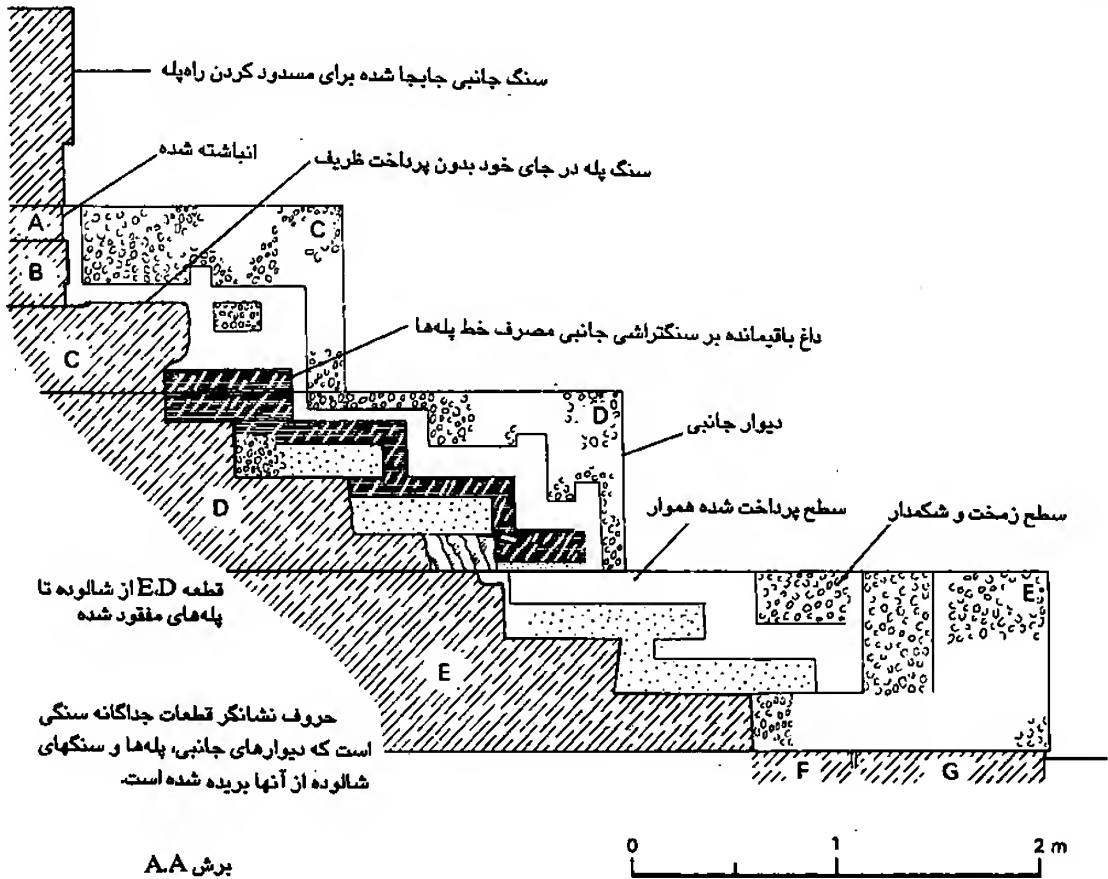 سنگ جانبی جابجا شده برای مسدود کردن راه‌پله
انباشته شده
سنگ پله در جای خود بدون پرداخت ظریف
A
B
C
C
داغ باقیمانده بر سنگتراشی جانبی مصرف خط پله‌ها
D
دیوار جانبی
D
سطح پرداخت شده هموار
سطح زمخت و شکمدار
E
قطعه E.D از شالوده تا
پله‌های مفقود شده
E
حروف نشانگر قطعات جداگانه سنگی
است که دیوارهای جانبی، پله‌ها و سنگهای
شالوده از آنها بریده شده است.
F
G
برش A.A
0 1 2 m